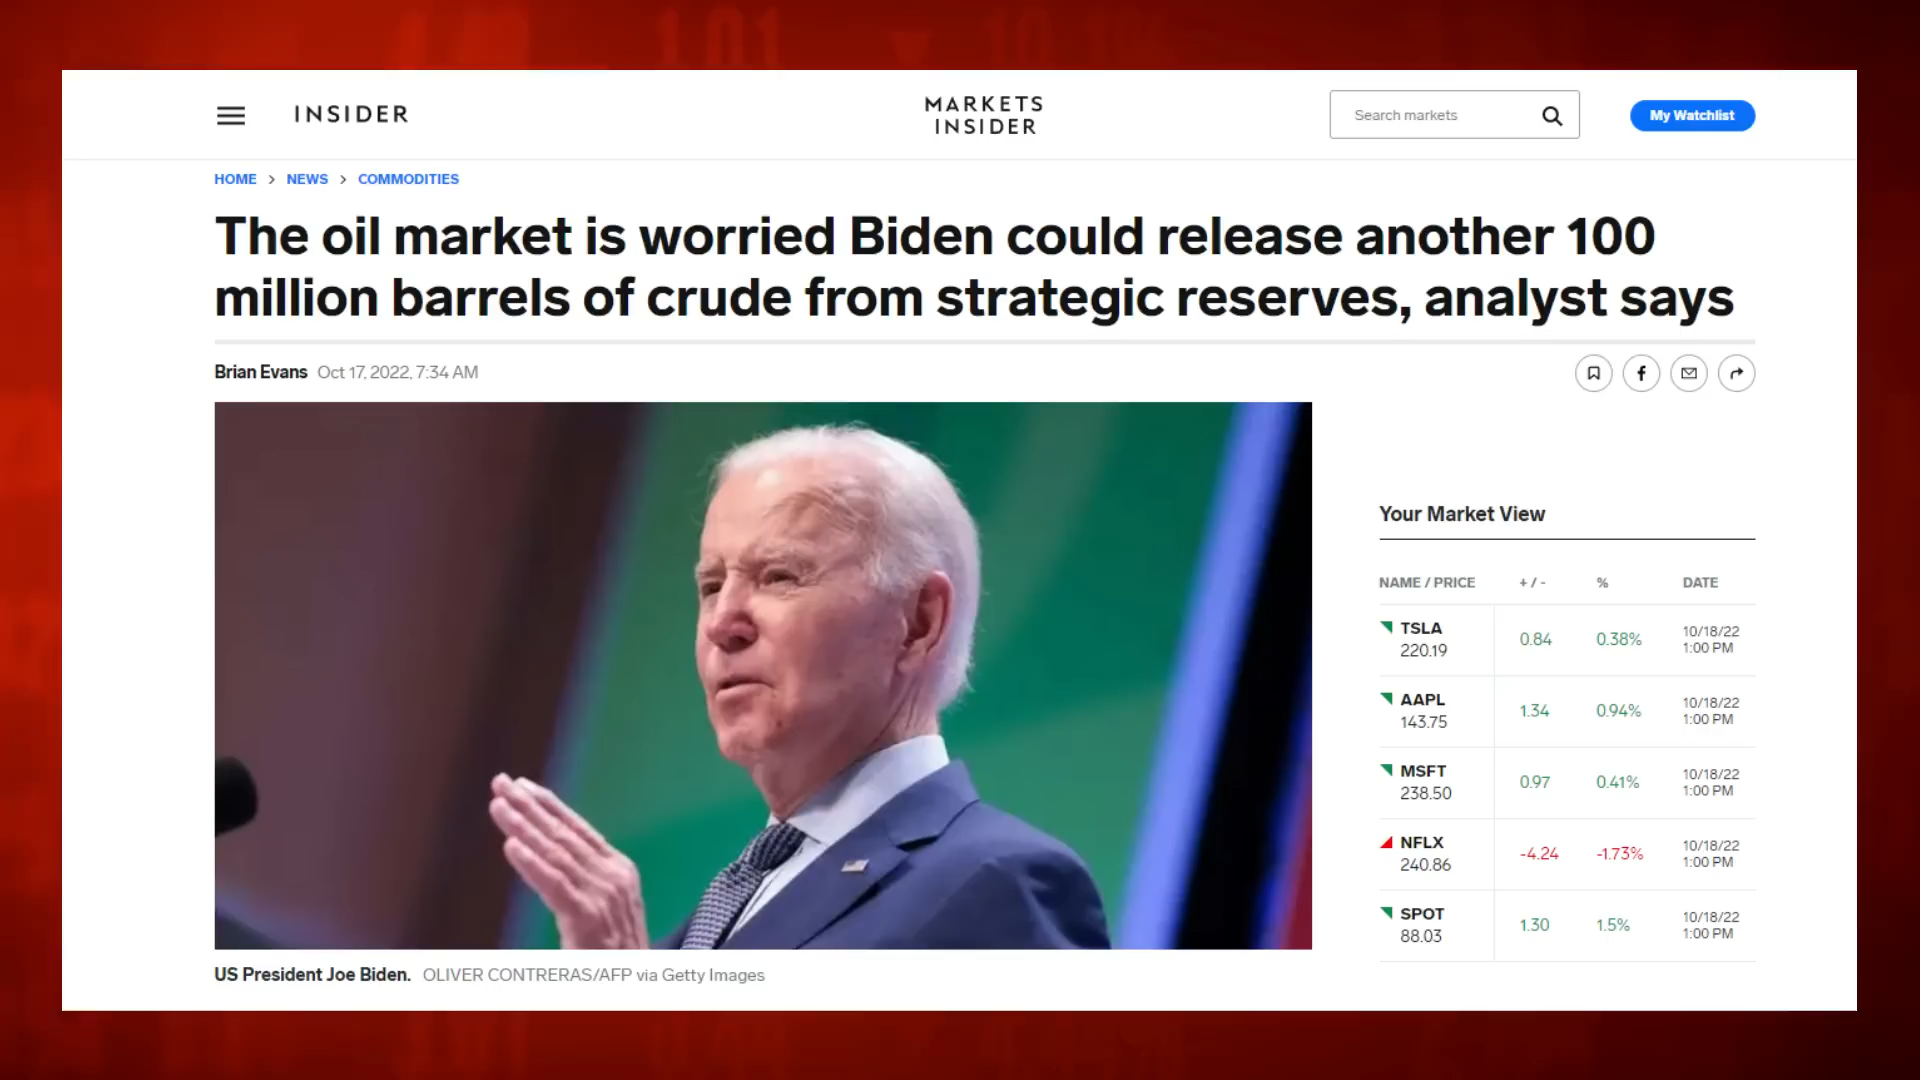 INSIDER
MARKETS
INSIDER
Search markets
My Watchlist
HOME > NEWS > COMMODITIES
The oil market is worried Biden could release another 100
million barrels of crude from strategic reserves, analyst says
Brian Evans Oct 17, 2022, 7:34 AM
Your Market View
NAME / PRICE + / - % DATE
TSLA
220.19
0.84 0.38%
10/18/22
1:00 PM
AAPL
143.75
1.34 0.94%
10/18/22
1:00 PM
MSFT
238.50
0.97 0.41%
10/18/22
1:00 PM
NFLX
240.86
-4.24 -1.73%
10/18/22
1:00 PM
SPOT
88.03
1.30 1.5%
10/18/22
1:00 PM
US President Joe Biden. OLIVER CONTRERAS/AFP via Getty Images